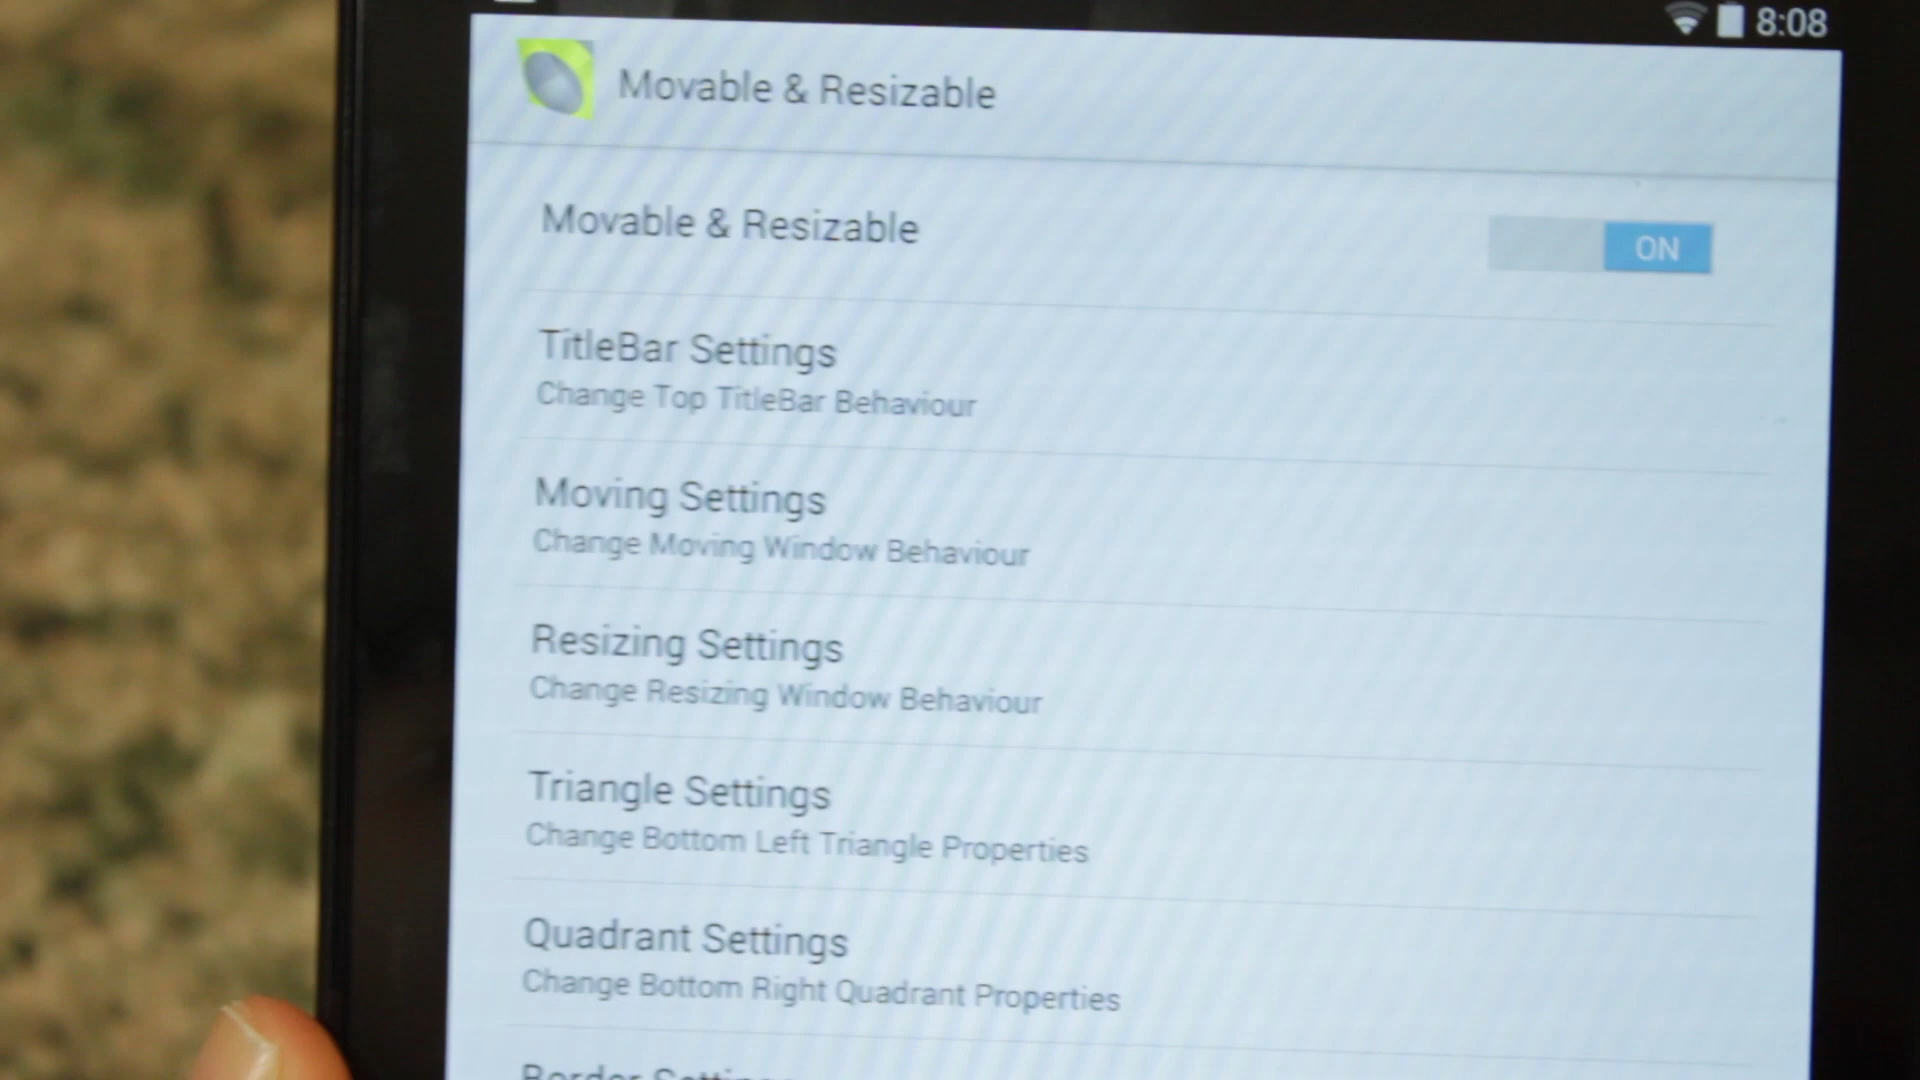 8:08
Movable & Resizable
Movable & Resizable
ON
TitleBar Settings
Change Top TitleBar Behaviour
Moving Settings
Change Moving Window Behaviour
Resizing Settings
Change Resizing Window Behaviour
Triangle Settings
Change Bottom Left Triangle Properties
Quadrant Settings
Change Bottom Right Quadrant Properties
Border Settings